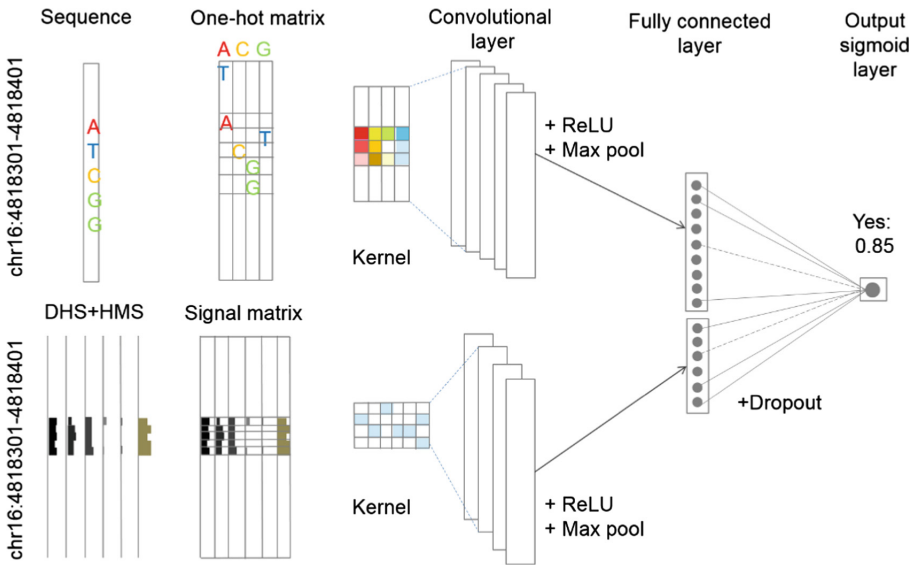 Sequence
One-hot matrix
Convolutional
layer
Fully connected
layer
Output
sigmoid
layer
chr16:4818301-4818401
A
T
C
G
G
A C G
T
A
T
C
G
G
Kernel
+ ReLU
+ Max pool
Yes:
0.85
DHS+HMS
Signal matrix
chr16:4818301-4818401
Kernel
+ ReLU
+ Max pool
+Dropout